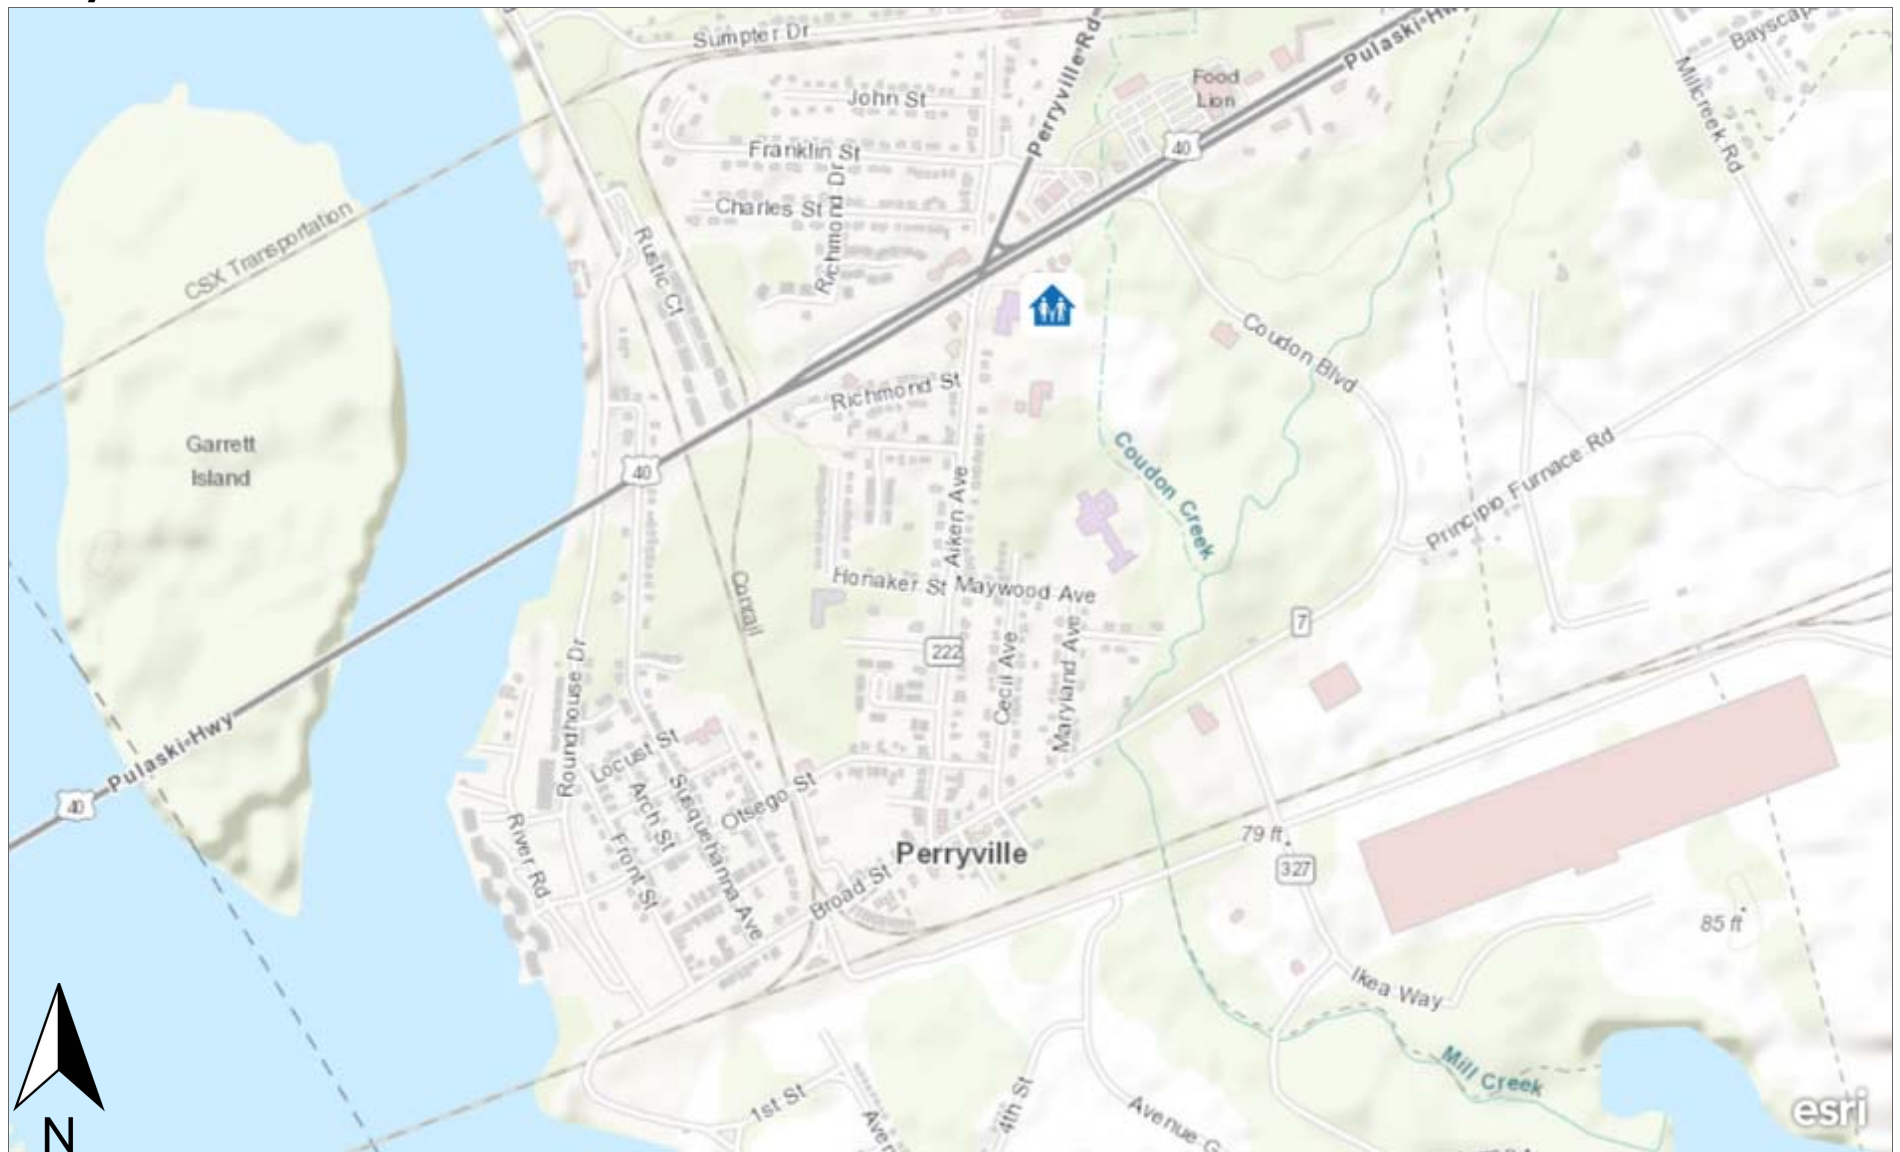 Sumpter Dr
Perryville Rd
Pulaski Hwy
Millcreek Rd
Food
Lion
John St
40
Franklin St
Richmond Dr
Charles St
CSX Transportation
Rustic Ct
Coudon Blvd
Richmond St
Garrett
Island
40
Aiken Ave
Coudon Creek
Principio Furnace Rd
Conrail
Honaker St
Maywood Ave
7
222
Cecil Ave
Maryland Ave
Roundhouse Dr
Pulaski Hwy
40
Locust St
Arch St
Susquehanna Ave
Otsego St
River Rd
Front St
Perryville
Broad St
79 ft
327
85 ft
Ikea Way
Mill Creek
1st St
4th St
Avenue G
esri
N